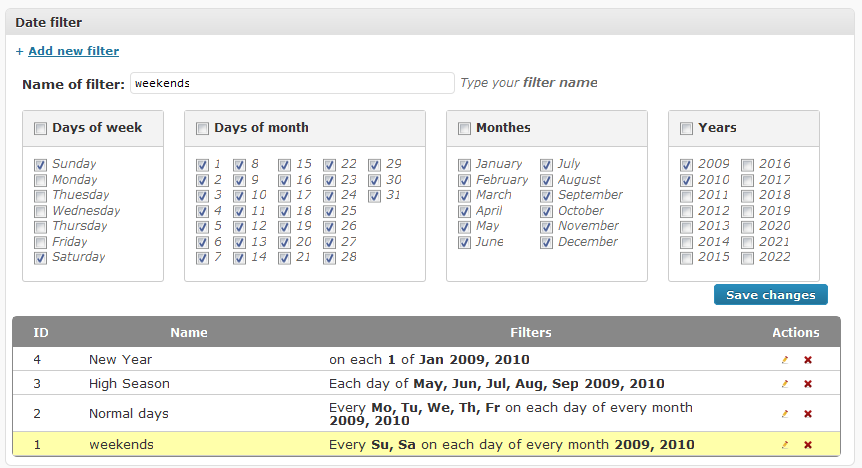 Date filter
+ Add new filter
Name of filter: weekends Type your filter name
Days of week
Sunday
Monday
Thuesday
Wednesday
Thursday
Friday
Saturday
Days of month
1 8 15 22 29
2 9 16 23 30
3 10 17 24 31
4 11 18 25
5 12 19 26
6 13 20 27
7 14 21 28
Monthes
January July
February August
March September
April October
May November
June December
Years
2009 2016
2010 2017
2011 2018
2012 2019
2013 2020
2014 2021
2015 2022
Save changes
ID Name Filters Actions
4 New Year on each 1 of Jan 2009, 2010
3 High Season Each day of May, Jun, Jul, Aug, Sep 2009, 2010
2 Normal days Every Mo, Tu, We, Th, Fr on each day of every month
2009, 2010
1 weekends Every Su, Sa on each day of every month 2009, 2010